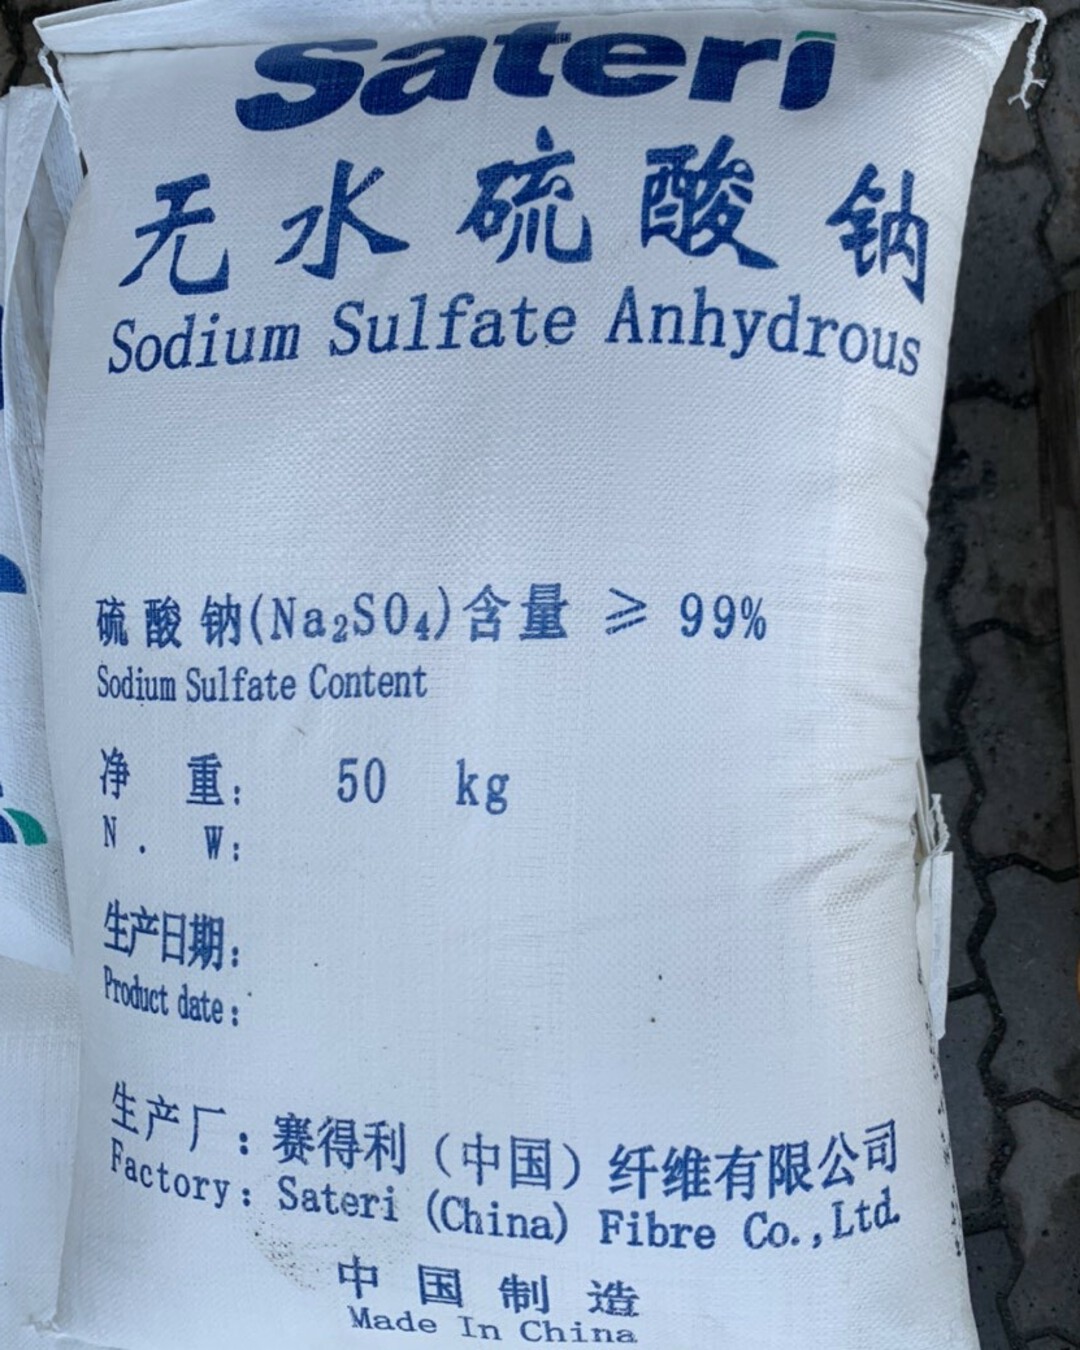 Sateri
无水硫酸钠
Sodium Sulfate Anhydrous
硫酸钠(Na₂SO₄)含量 ≥ 99%
Sodium Sulfate Content
净 重: 50 kg
N. W:
生产日期:
Product date:
生产厂:赛得利(中国)纤维有限公司
Factory: Sateri (China) Fibre Co.,Ltd.
中国制造
Made In China